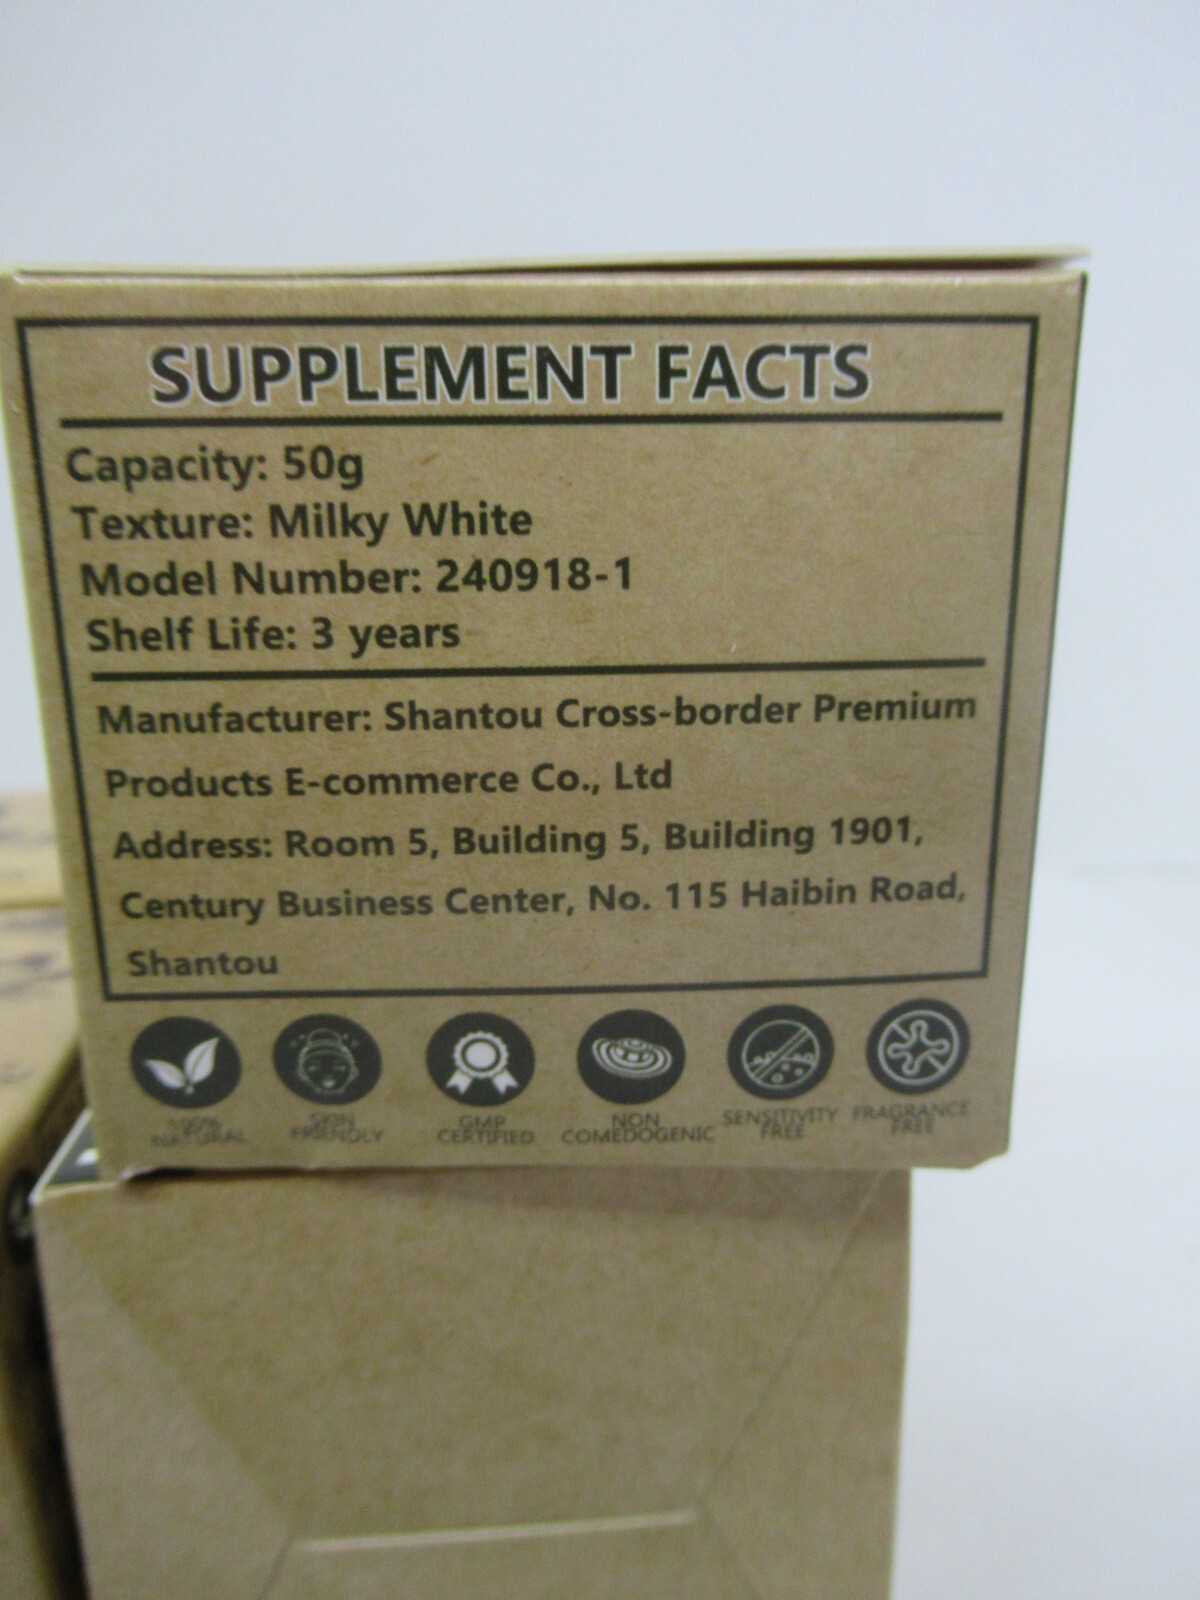 SUPPLEMENT FACTS
Capacity: 50g
Texture: Milky White
Model Number: 240918-1
Shelf Life: 3 years
Manufacturer: Shantou Cross-border Premium
Products E-commerce Co., Ltd
Address: Room 5, Building 5, Building 1901,
Century Business Center, No. 115 Haibin Road,
Shantou
100%
NATURAL
SKIN
FRIENDLY
GMP
CERTIFIED
NON
COMEDOGENIC
SENSITIVITY
FREE
FRAGRANCE
FREE